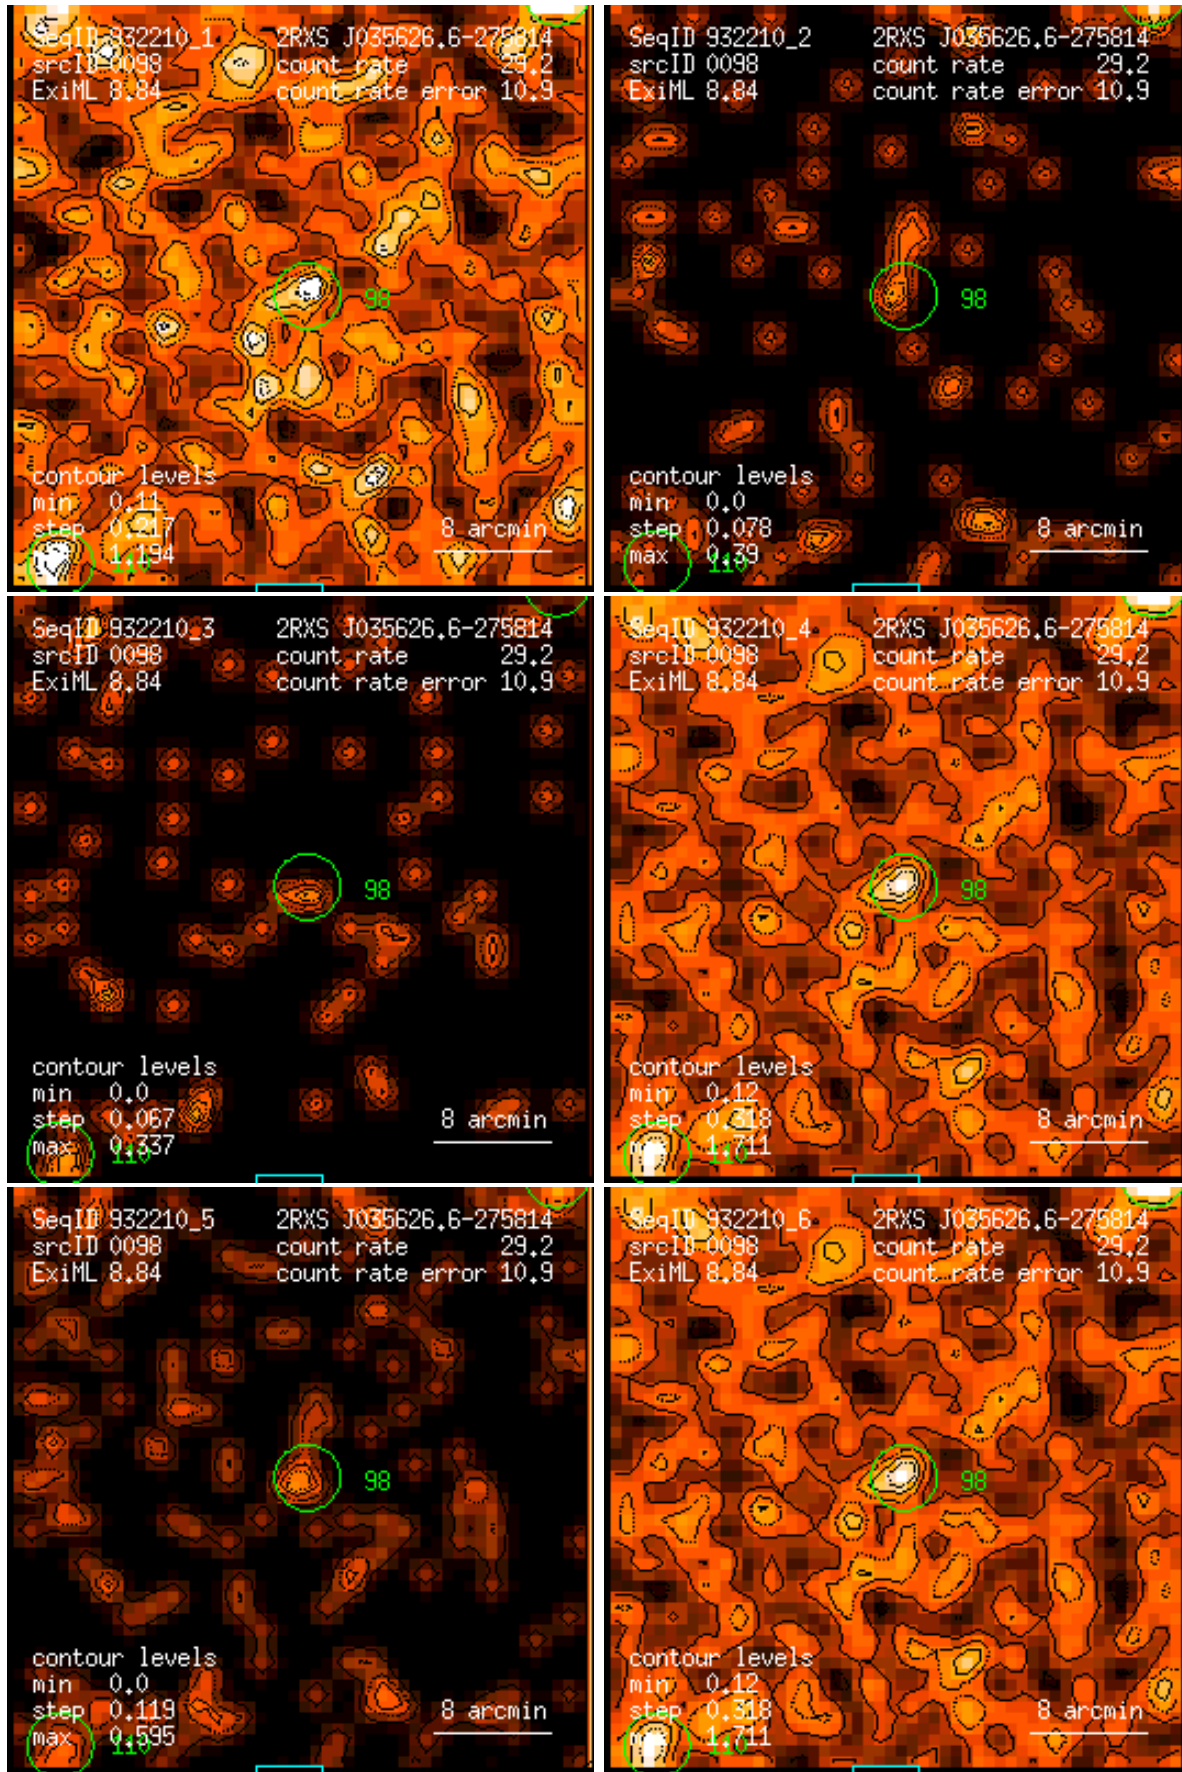 SeqID 932210_1 2RXS J035626.6-275814
srcID 0098 count rate 29.2
ExiML 8.84 count rate error 10.9
98
contour levels
min 0.11
step 0.217
1.194
8 arcmin
110
SeqID 932210_2 2RXS J035626.6-275814
srcID 0098 count rate 29.2
ExiML 8.84 count rate error 10.9
98
contour levels
min 0.0
step 0.078
max 0.39
8 arcmin
110
SeqID 932210_3 2RXS J035626.6-275814
srcID 0098 count rate 29.2
ExiML 8.84 count rate error 10.9
98
contour levels
min 0.0
step 0.067
max 0.337
8 arcmin
110
SeqID 932210_4 2RXS J035626.6-275814
srcID 0098 count rate 29.2
ExiML 8.84 count rate error 10.9
98
contour levels
min 0.12
step 0.318
1.711
8 arcmin
110
SeqID 932210_5 2RXS J035626.6-275814
srcID 0098 count rate 29.2
ExiML 8.84 count rate error 10.9
98
contour levels
min 0.0
step 0.119
max 0.595
8 arcmin
110
SeqID 932210_6 2RXS J035626.6-275814
srcID 0098 count rate 29.2
ExiML 8.84 count rate error 10.9
98
contour levels
min 0.12
step 0.318
1.711
8 arcmin
110